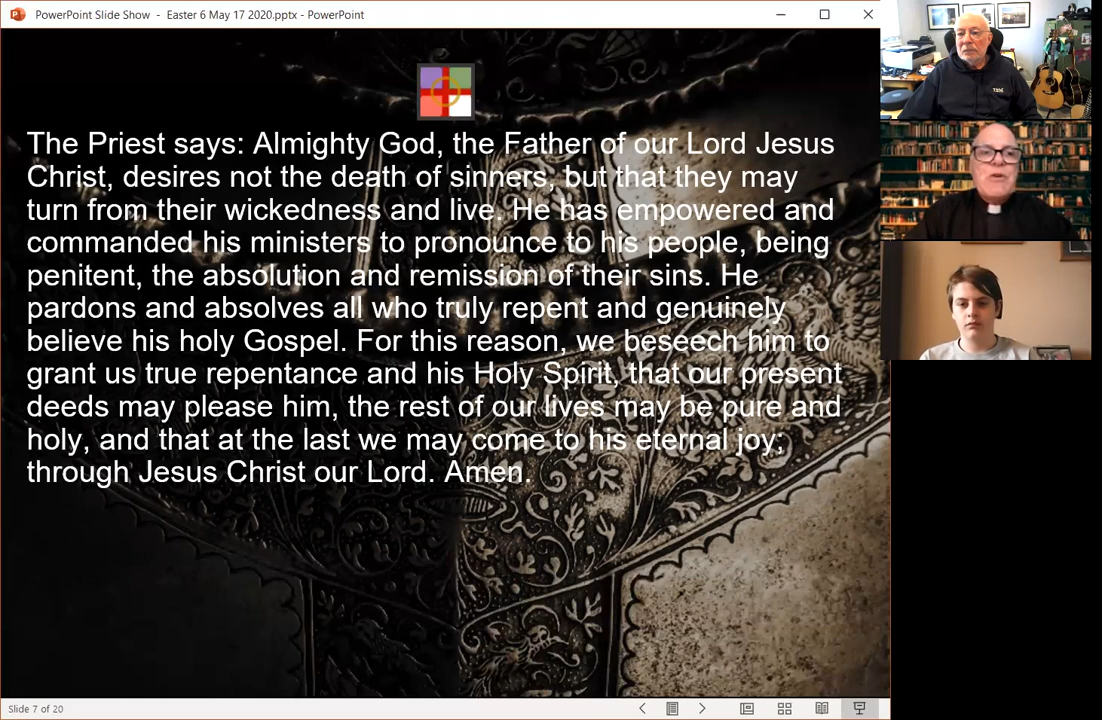 PowerPoint Slide Show - Easter 6 May 17 2020.pptx - PowerPoint
The Priest says: Almighty God, the Father of our Lord Jesus
Christ, desires not the death of sinners, but that they may
turn from their wickedness and live. He has empowered and
commanded his ministers to pronounce to his people, being
penitent, the absolution and remission of their sins. He
pardons and absolves all who truly repent and genuinely
believe his holy Gospel. For this reason, we beseech him to
grant us true repentance and his Holy Spirit, that our present
deeds may please him, the rest of our lives may be pure and
holy, and that at the last we may come to his eternal joy;
through Jesus Christ our Lord. Amen.
Slide 7 of 20